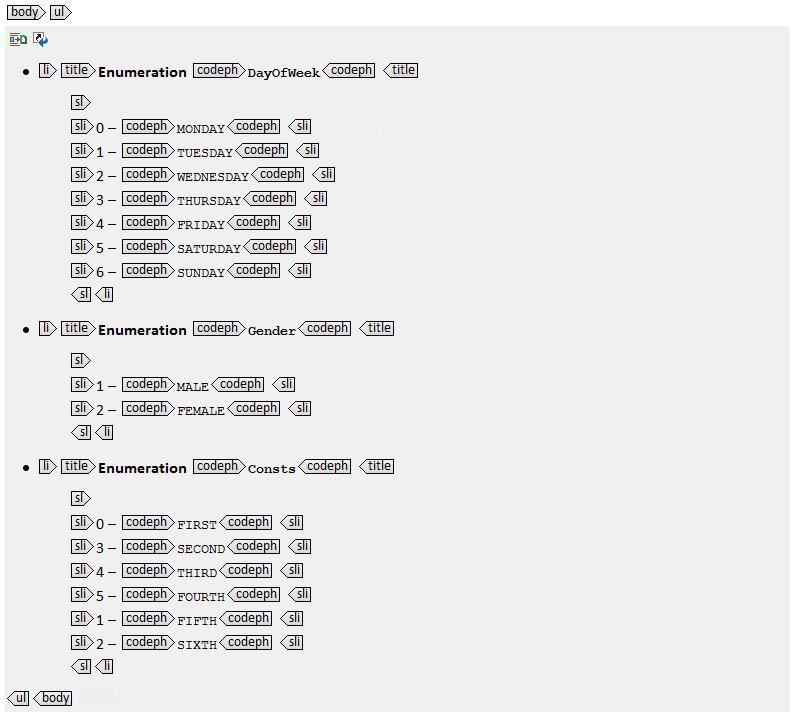 body ul
li title Enumeration codeph DayOfWeek codeph title
sl
sli 0 – codeph MONDAY codeph sli
sli 1 – codeph TUESDAY codeph sli
sli 2 – codeph WEDNESDAY codeph sli
sli 3 – codeph THURSDAY codeph sli
sli 4 – codeph FRIDAY codeph sli
sli 5 – codeph SATURDAY codeph sli
sli 6 – codeph SUNDAY codeph sli
sl li
li title Enumeration codeph Gender codeph title
sl
sli 1 – codeph MALE codeph sli
sli 2 – codeph FEMALE codeph sli
sl li
li title Enumeration codeph Consts codeph title
sl
sli 0 – codeph FIRST codeph sli
sli 3 – codeph SECOND codeph sli
sli 4 – codeph THIRD codeph sli
sli 5 – codeph FOURTH codeph sli
sli 1 – codeph FIFTH codeph sli
sli 2 – codeph SIXTH codeph sli
sl li
ul body